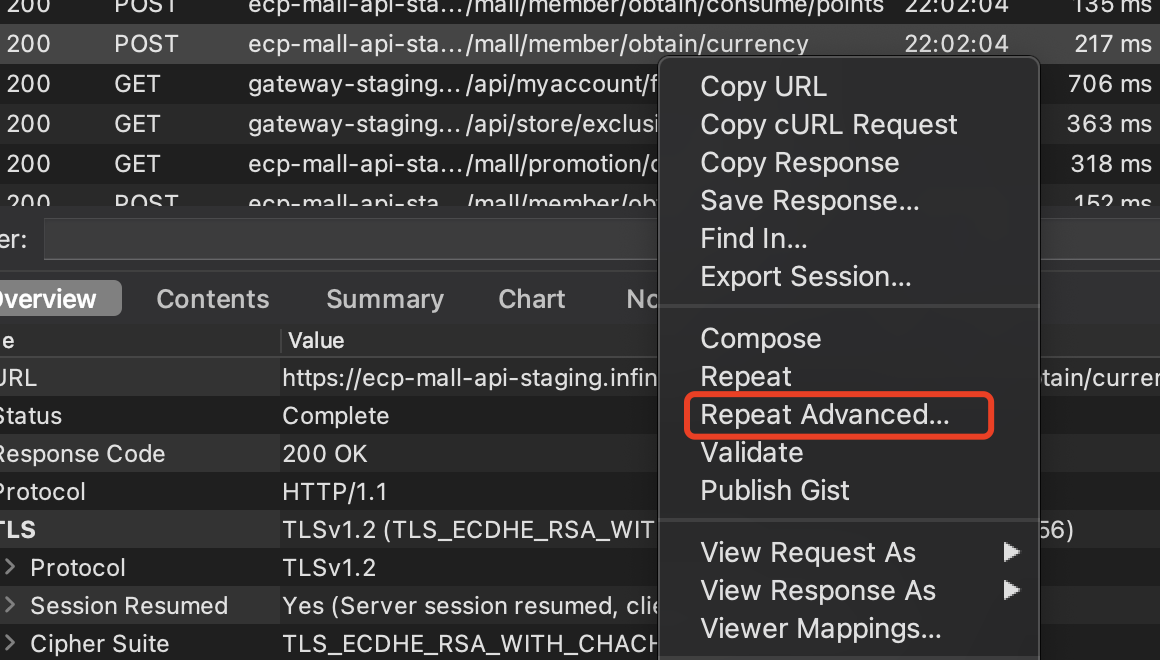 200 POST ecp-mall-api-sta…/mall/member/obtain/consume/points 22:02:04 135 ms
200 POST ecp-mall-api-sta…/mall/member/obtain/currency 22:02:04 217 ms
200 GET gateway-staging…/api/myaccount/f 706 ms
200 GET gateway-staging…/api/store/exclusi 363 ms
200 GET ecp-mall-api-sta…/mall/promotion/ 318 ms
200 POST ecp-mall-api-sta…/mall/member/ob 152 ms
er:
Copy URL
Copy cURL Request
Copy Response
Save Response...
Find In...
Export Session...
Compose
Repeat
Repeat Advanced...
Validate
Publish Gist
View Request As
View Response As
Viewer Mappings...
Overview Contents Summary Chart No
e Value
URL https://ecp-mall-api-staging.infin tain/curren
Status Complete
Response Code 200 OK
Protocol HTTP/1.1
TLS TLSv1.2 (TLS_ECDHE_RSA_WIT 56)
Protocol TLSv1.2
Session Resumed Yes (Server session resumed, clie
Cipher Suite TLS_ECDHE_RSA_WITH_CHACH